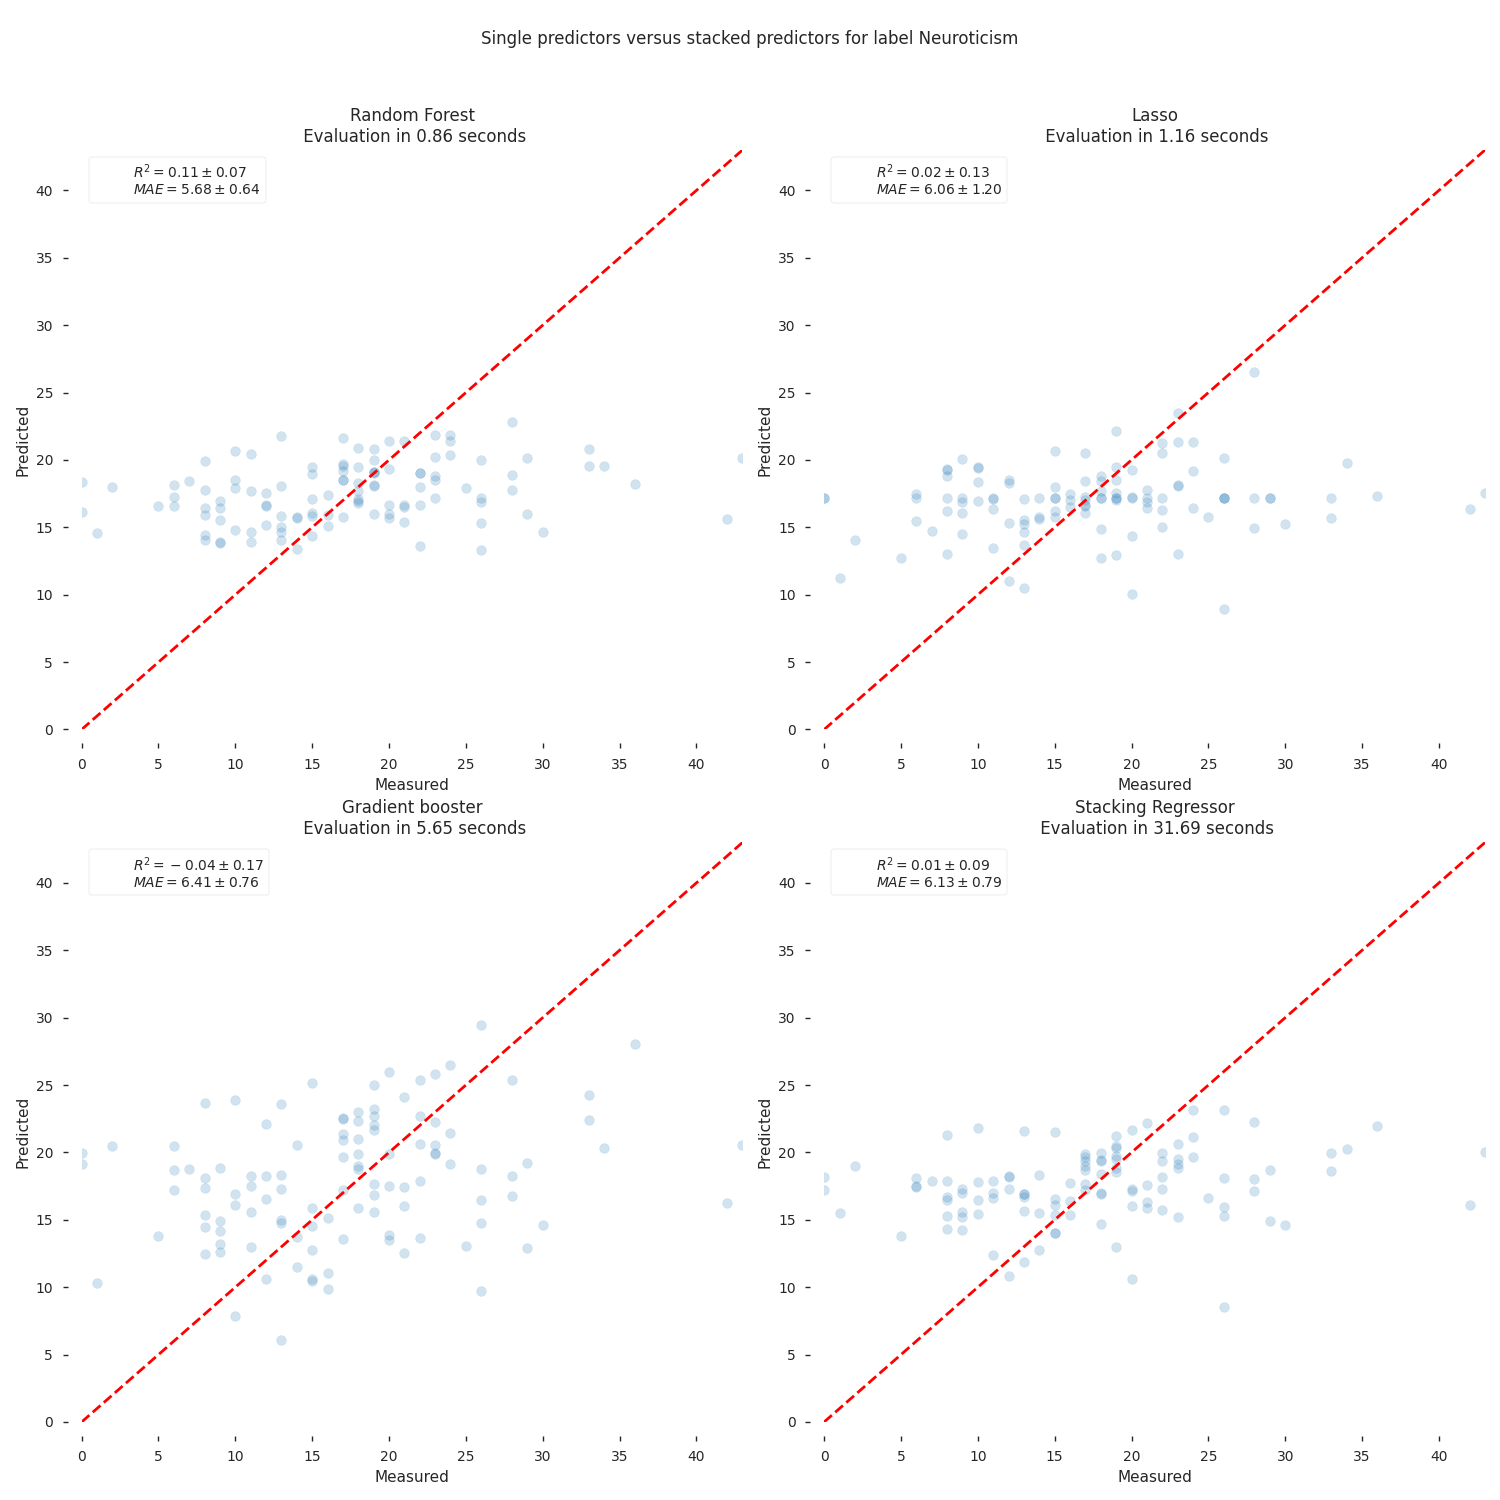 Single predictors versus stacked predictors for label Neuroticism
Random Forest
Evaluation in 0.86 seconds
R² = 0.11 ± 0.07
MAE = 5.68 ± 0.64
40
35
30
25
20
15
10
5
0
Predicted
0 5 10 15 20 25 30 35 40
Measured
Lasso
Evaluation in 1.16 seconds
R² = 0.02 ± 0.13
MAE = 6.06 ± 1.20
40
35
30
25
20
15
10
5
0
Predicted
0 5 10 15 20 25 30 35 40
Measured
Gradient booster
Evaluation in 5.65 seconds
R² = −0.04 ± 0.17
MAE = 6.41 ± 0.76
40
35
30
25
20
15
10
5
0
Predicted
0 5 10 15 20 25 30 35 40
Measured
Stacking Regressor
Evaluation in 31.69 seconds
R² = 0.01 ± 0.09
MAE = 6.13 ± 0.79
40
35
30
25
20
15
10
5
0
Predicted
0 5 10 15 20 25 30 35 40
Measured